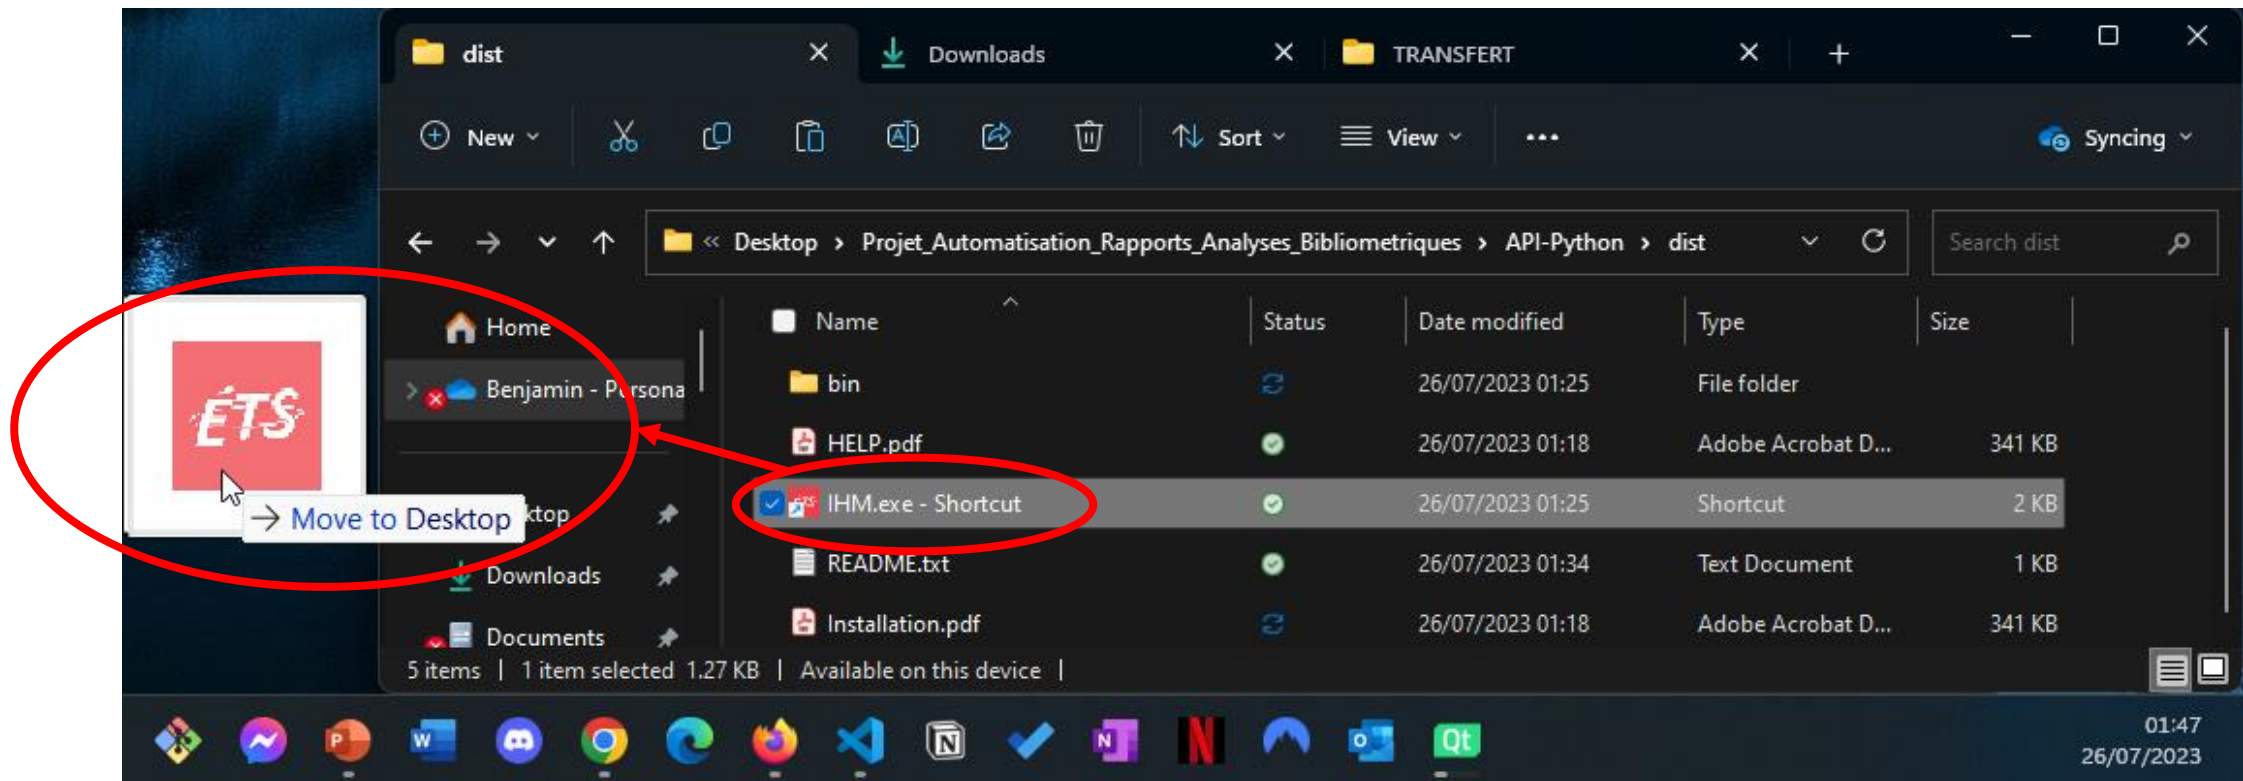 dist Downloads TRANSFERT
New Sort View Syncing
« Desktop > Projet_Automatisation_Rapports_Analyses_Bibliometriques > API-Python > dist Search dist
Home Name Status Date modified Type Size
Benjamin - Persona bin 26/07/2023 01:25 File folder
HELP.pdf 26/07/2023 01:18 Adobe Acrobat D... 341 KB
ÉTS
IHM.exe - Shortcut 26/07/2023 01:25 Shortcut 2 KB
→ Move to Desktop ktop
Downloads README.txt 26/07/2023 01:34 Text Document 1 KB
Documents Installation.pdf 26/07/2023 01:18 Adobe Acrobat D... 341 KB
5 items | 1 item selected 1.27 KB | Available on this device |
P W N N N o Qt 01:47
26/07/2023